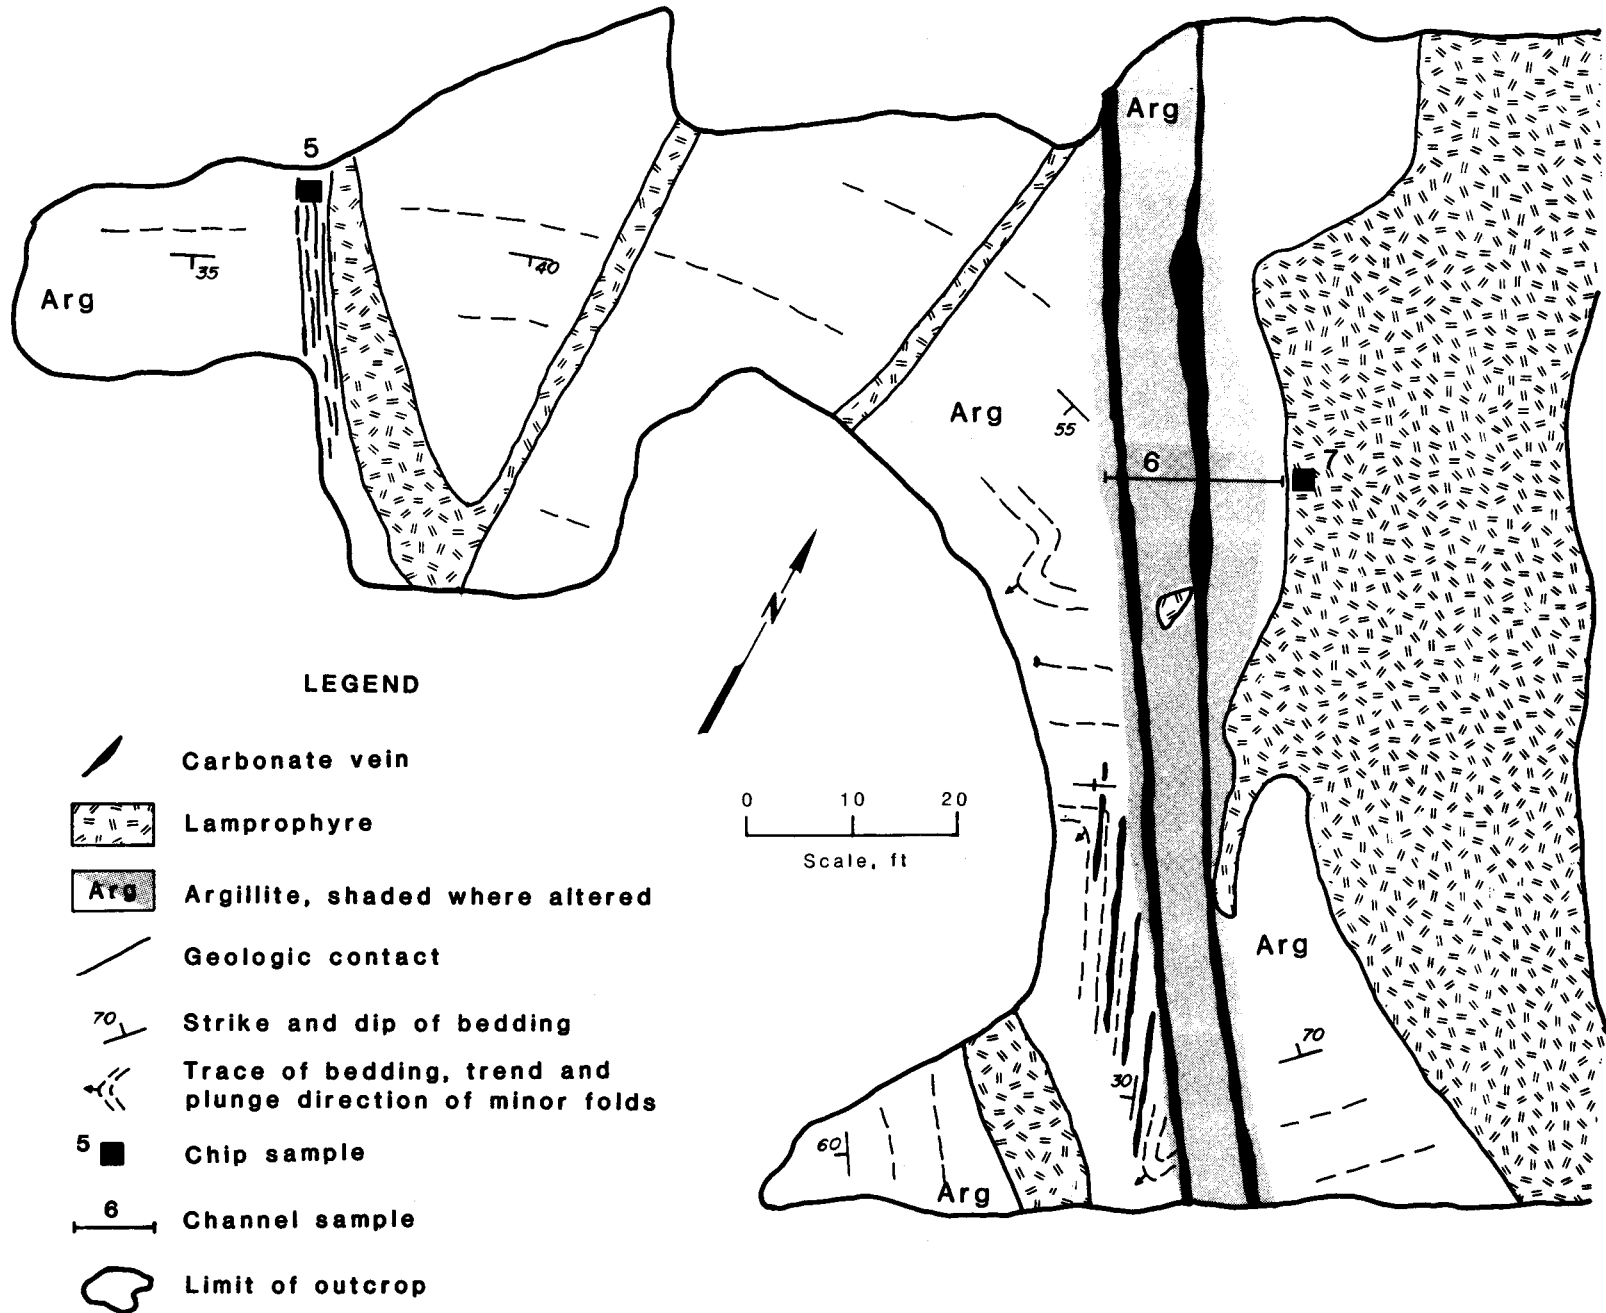 5
Arg
35
40
Arg
Arg
55
6
7
N
30
70
60
Arg
Arg
0 10 20
Scale, ft
LEGEND
Carbonate vein
Lamprophyre
Arg Argillite, shaded where altered
Geologic contact
70 Strike and dip of bedding
Trace of bedding, trend and
plunge direction of minor folds
5 Chip sample
6 Channel sample
Limit of outcrop